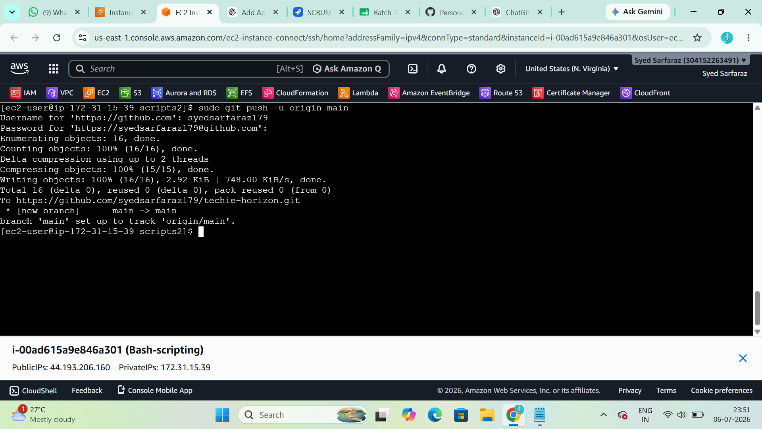 (9) Wha
Instanc
EC2 Inst
Add Ap
SCRUM
Batch
Person
ChatGP
Ask Gemini
us-east-1.console.aws.amazon.com/ec2-instance-connect/ssh/home?addressFamily=ipv4&connType=standard&instanceId=i-00ad615a9e846a301&osUser=ec...
aws
Search [Alt+S] Ask Amazon Q
United States (N. Virginia)
Syed Sarfaraz (304152263491)
Syed Sarfaraz
IAM VPC EC2 S3 Aurora and RDS EFS CloudFormation Lambda Amazon EventBridge Route 53 Certificate Manager CloudFront
[ec2-user@ip-172-31-15-39 scripts2]$ sudo git push -u origin main
Username for 'https://github.com': syedsarfaraz179
Password for 'https://syedsarfaraz179@github.com':
Enumerating objects: 16, done.
Counting objects: 100% (16/16), done.
Delta compression using up to 2 threads
Compressing objects: 100% (15/15), done.
Writing objects: 100% (16/16), 2.92 KiB | 748.00 KiB/s, done.
Total 16 (delta 0), reused 0 (delta 0), pack reused 0 (from 0)
To https://github.com/syedsarfaraz179/techie-horizon.git
* [new branch] main -> main
branch 'main' set up to track 'origin/main'.
[ec2-user@ip-172-31-15-39 scripts2]$
i-00ad615a9e846a301 (Bash-scripting)
PublicIPs: 44.193.206.160 PrivateIPs: 172.31.15.39
CloudShell Feedback Console Mobile App © 2026, Amazon Web Services, Inc. or its affiliates. Privacy Terms Cookie preferences
1
27°C
Mostly cloudy
Search
ENG
IN
23:51
06-07-2026